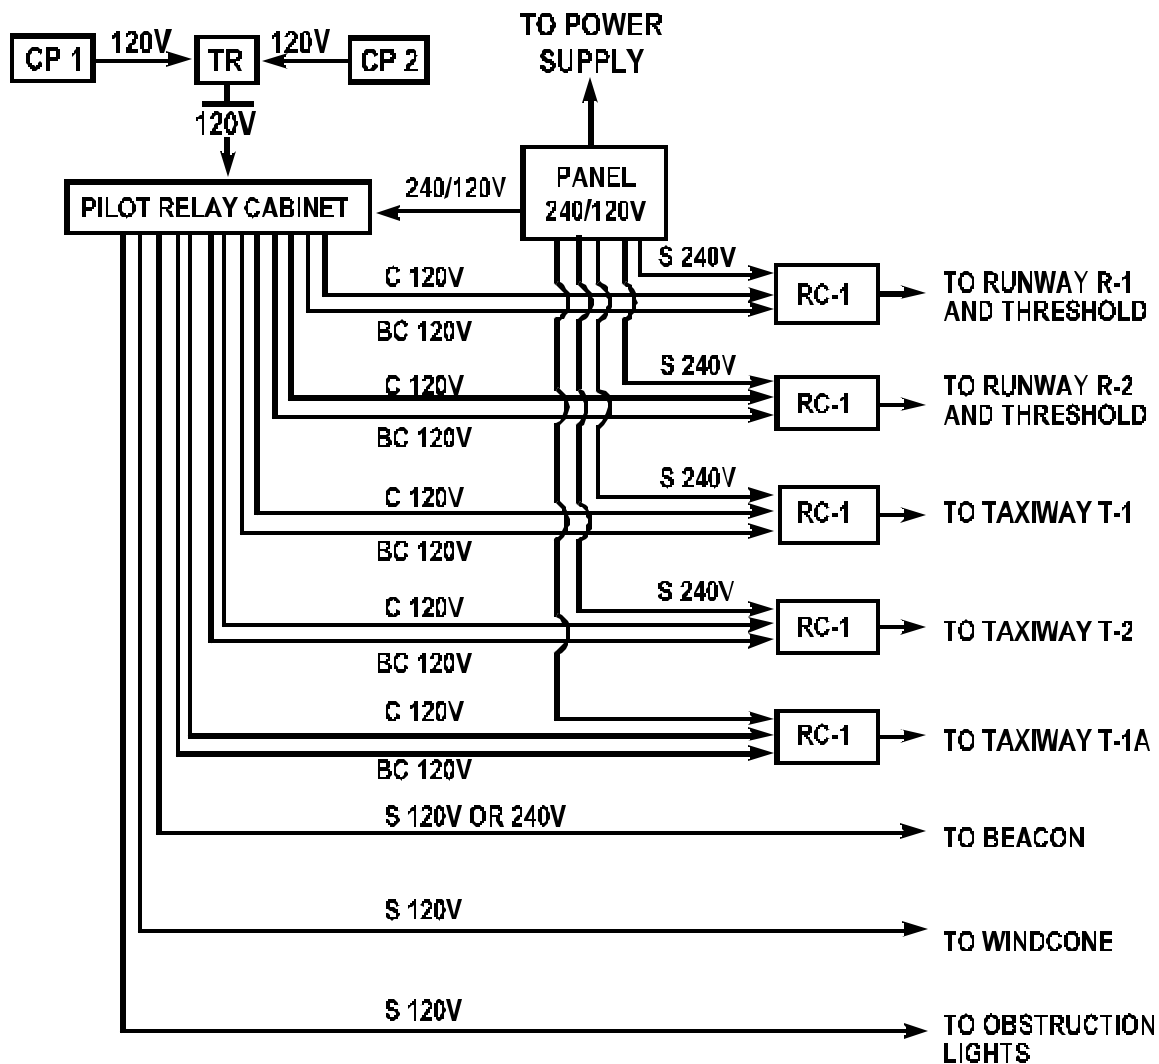 TO POWER
SUPPLY
CP 1
120V
TR
120V
CP 2
120V
PILOT RELAY CABINET
240/120V
PANEL
240/120V
S 240V
C 120V
BC 120V
RC-1
TO RUNWAY R-1
AND THRESHOLD
S 240V
C 120V
BC 120V
RC-1
TO RUNWAY R-2
AND THRESHOLD
S 240V
C 120V
BC 120V
RC-1
TO TAXIWAY T-1
S 240V
C 120V
BC 120V
RC-1
TO TAXIWAY T-2
C 120V
BC 120V
RC-1
TO TAXIWAY T-1A
S 120V OR 240V
TO BEACON
S 120V
TO WINDCONE
S 120V
TO OBSTRUCTION
LIGHTS